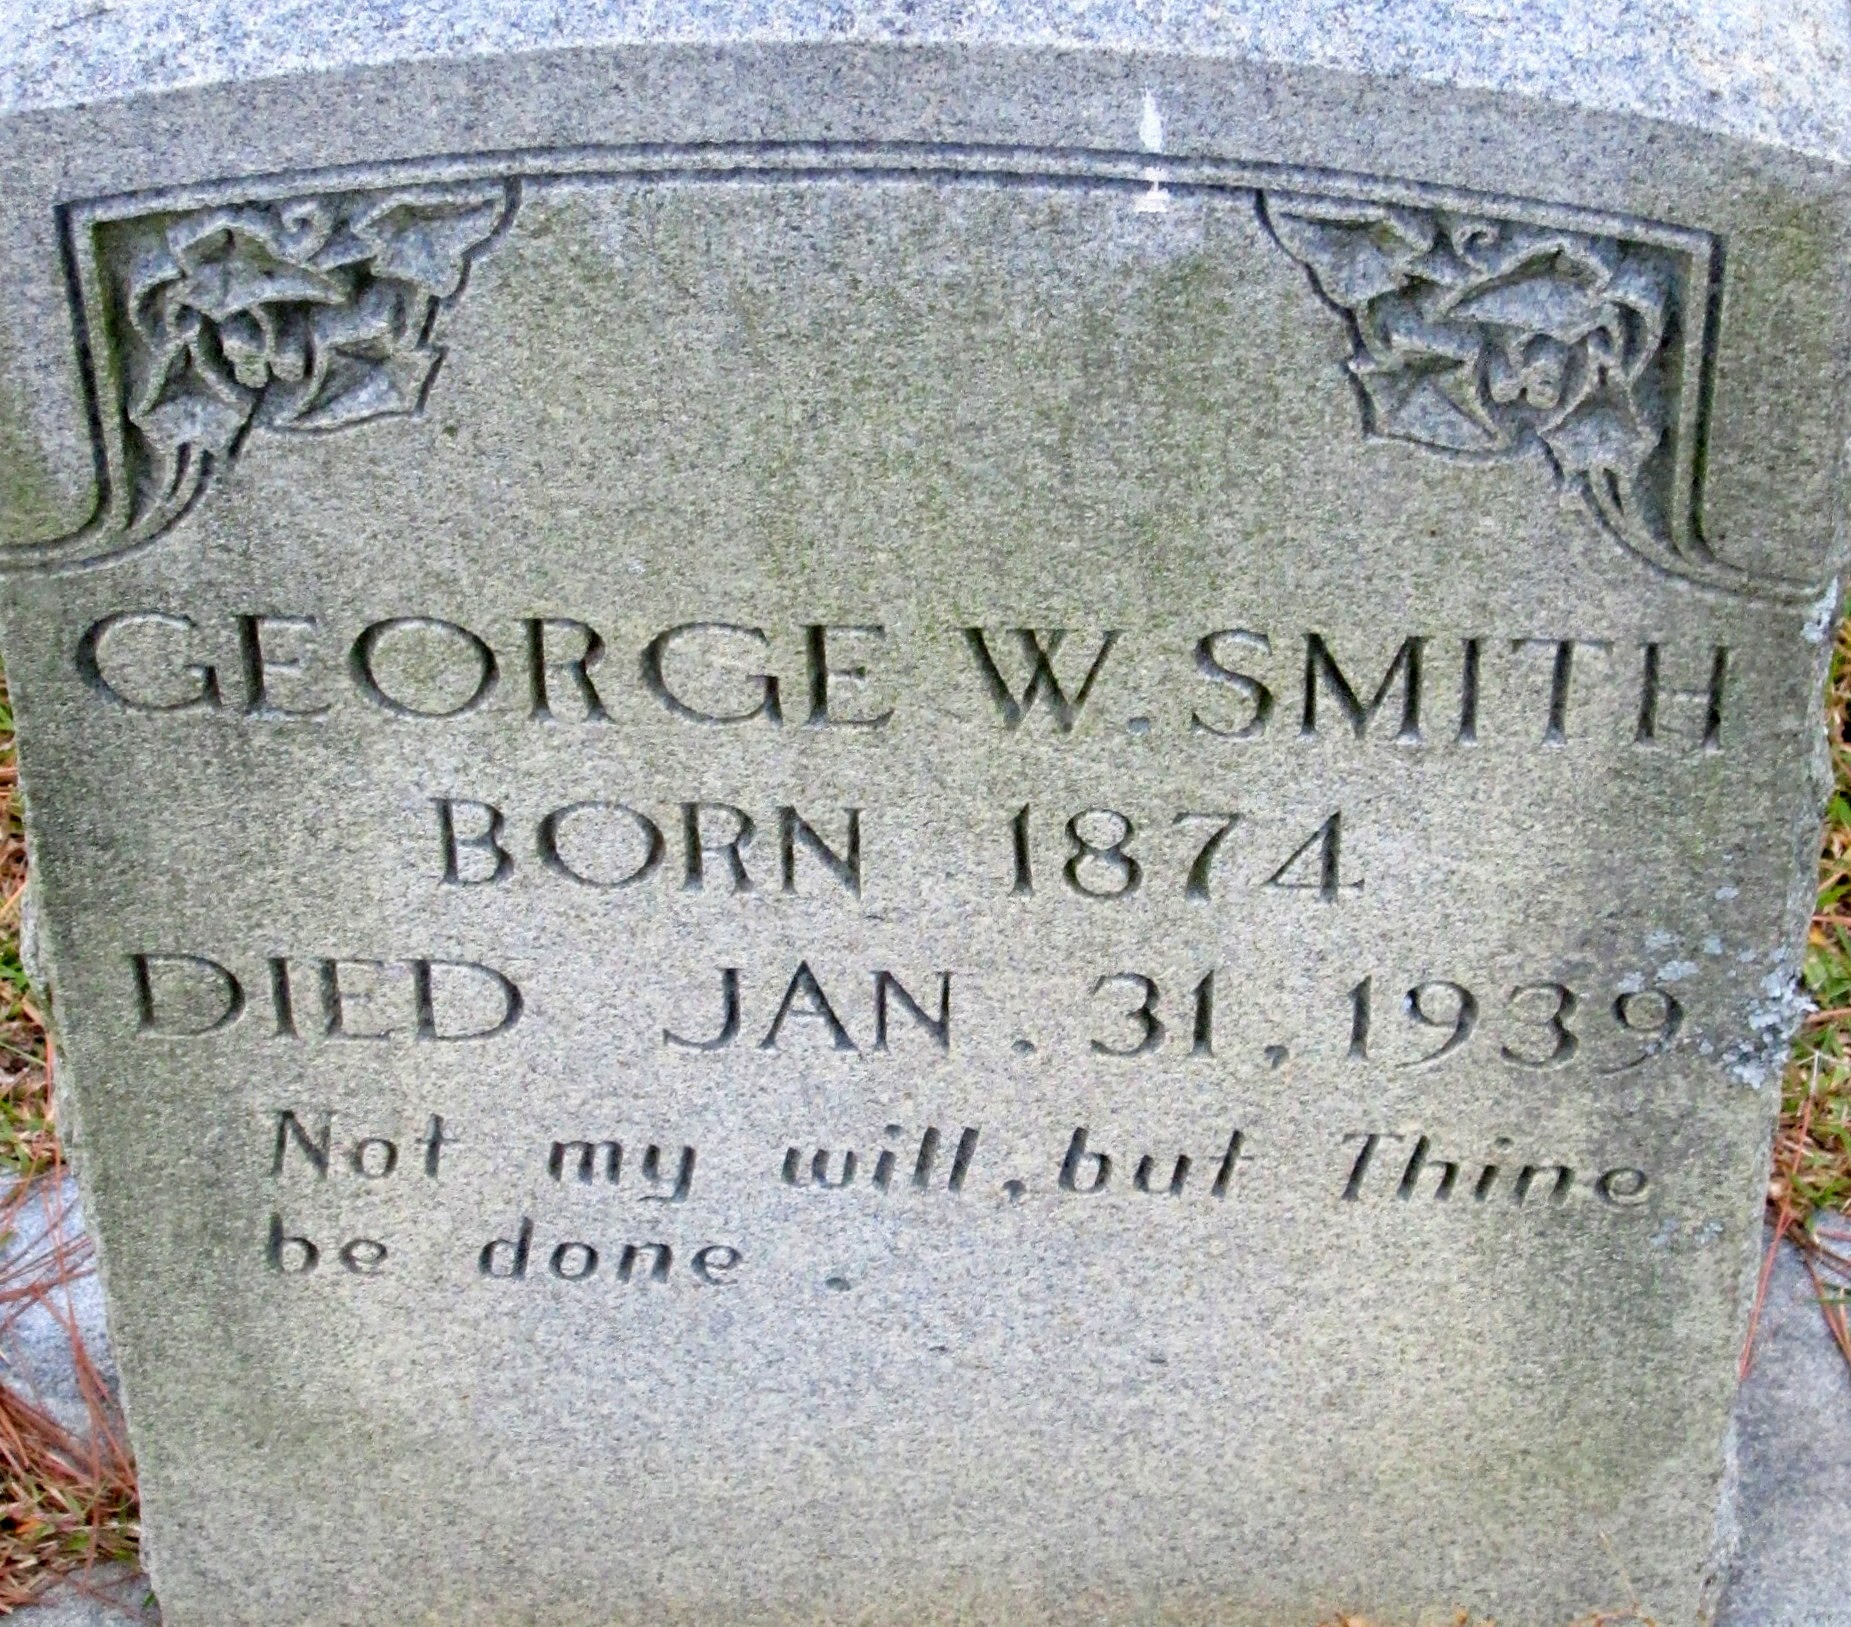 GEORGE W. SMITH
BORN 1874
DIED JAN. 31, 1939
Not my will, but Thine
be done.